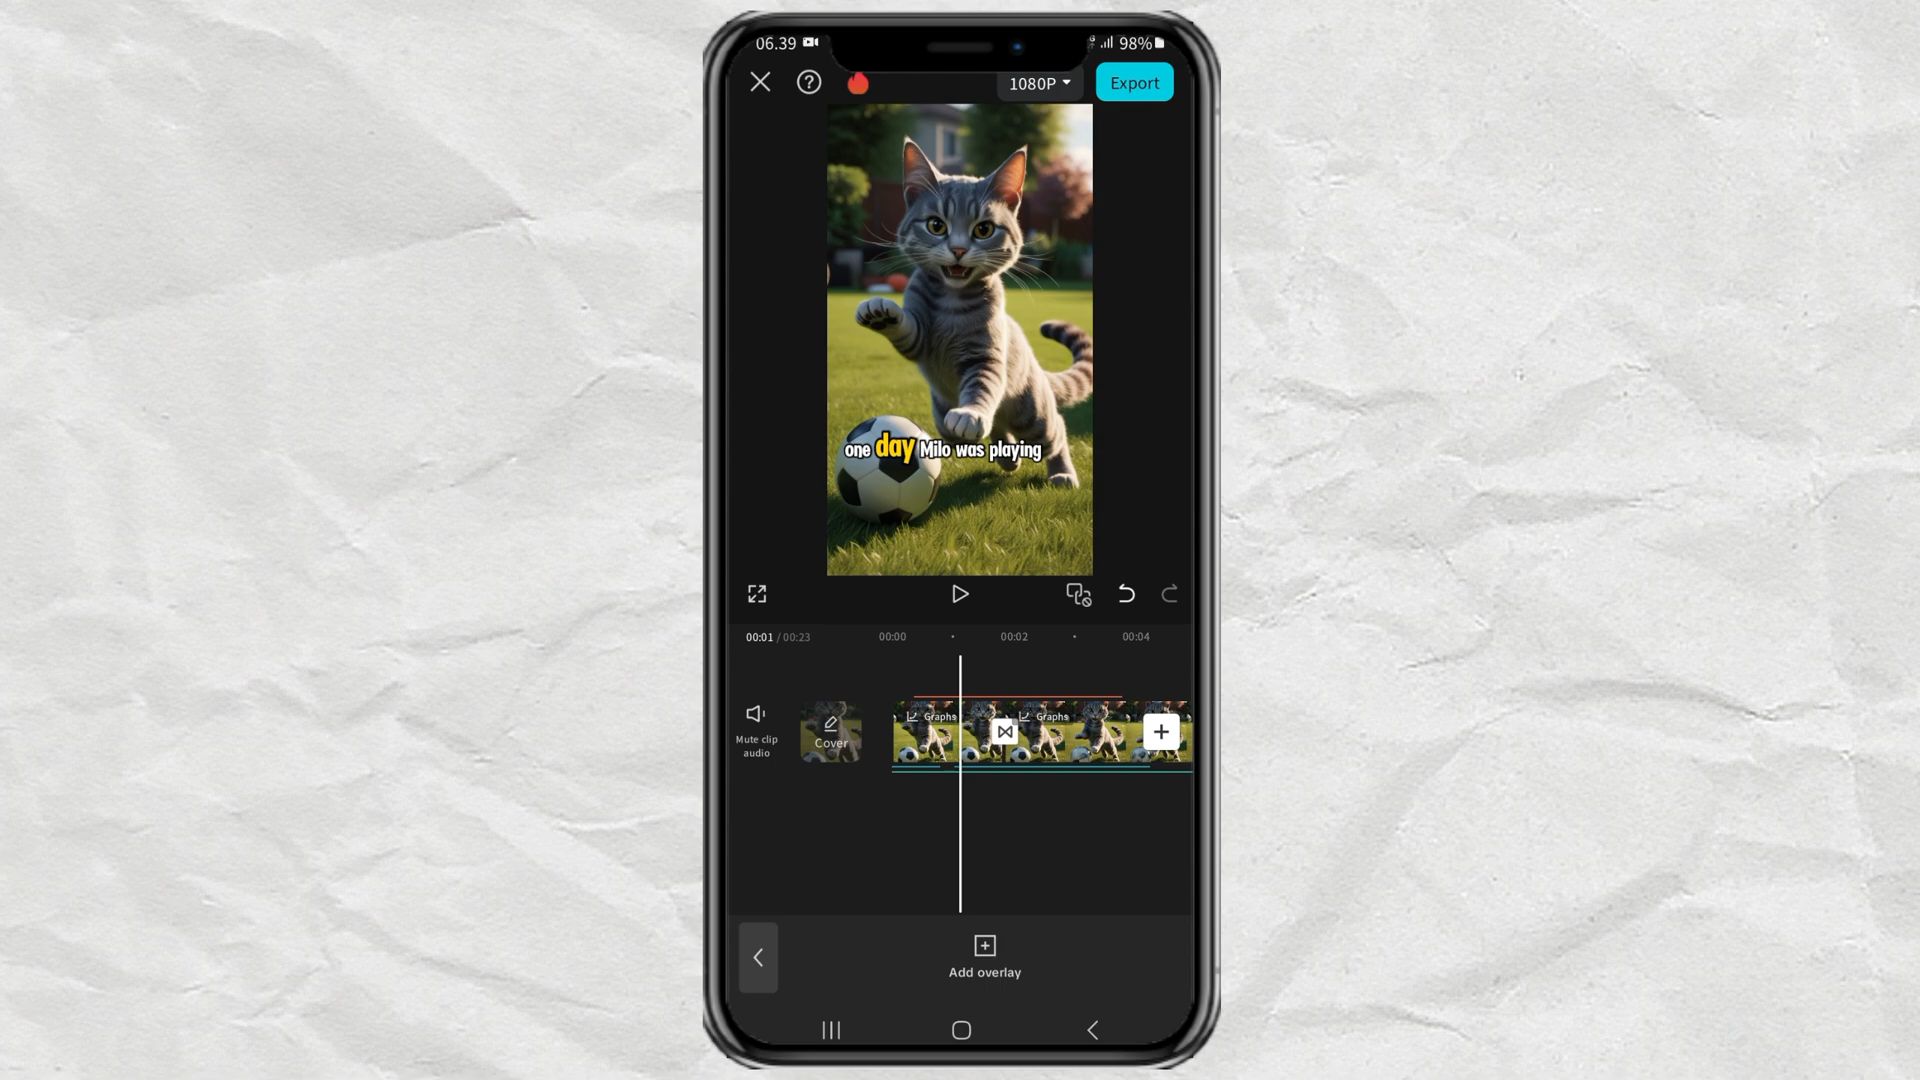 06.39 98%
? 1080P Export
one day Milo was playing
00:01 / 00:23 00:00 00:02 00:04
Graphs Graphs
Mute clip
audio
Cover
Add overlay